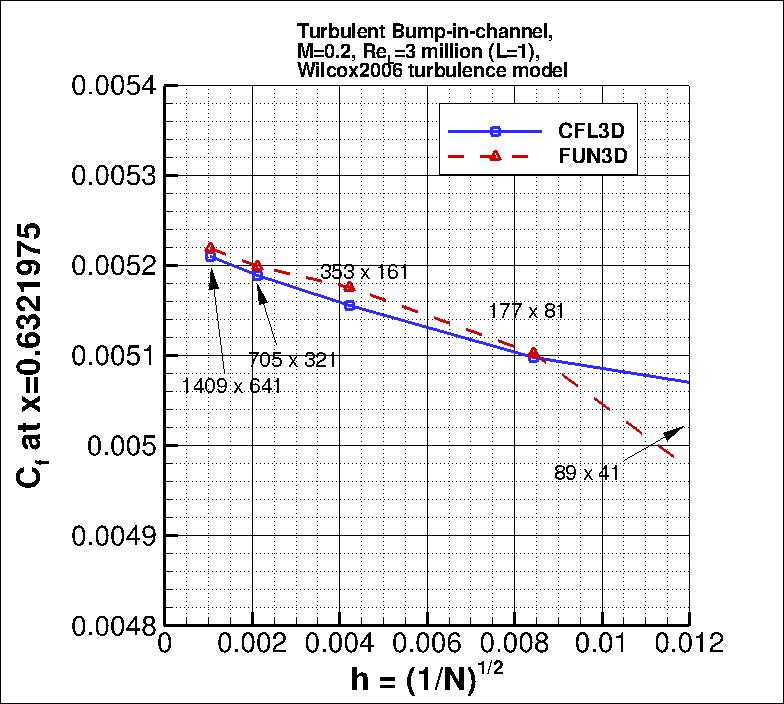 Turbulent Bump-in-channel,
M=0.2, Re_L=3 million (L=1),
Wilcox2006 turbulence model
0.0054
CFL3D
FUN3D
0.0053
0.0052
353 x 161
177 x 81
0.0051
705 x 321
1409 x 641
0.005
89 x 41
0.0049
0.0048
0 0.002 0.004 0.006 0.008 0.01 0.012
h = (1/N)^1/2
C_f at x=0.6321975